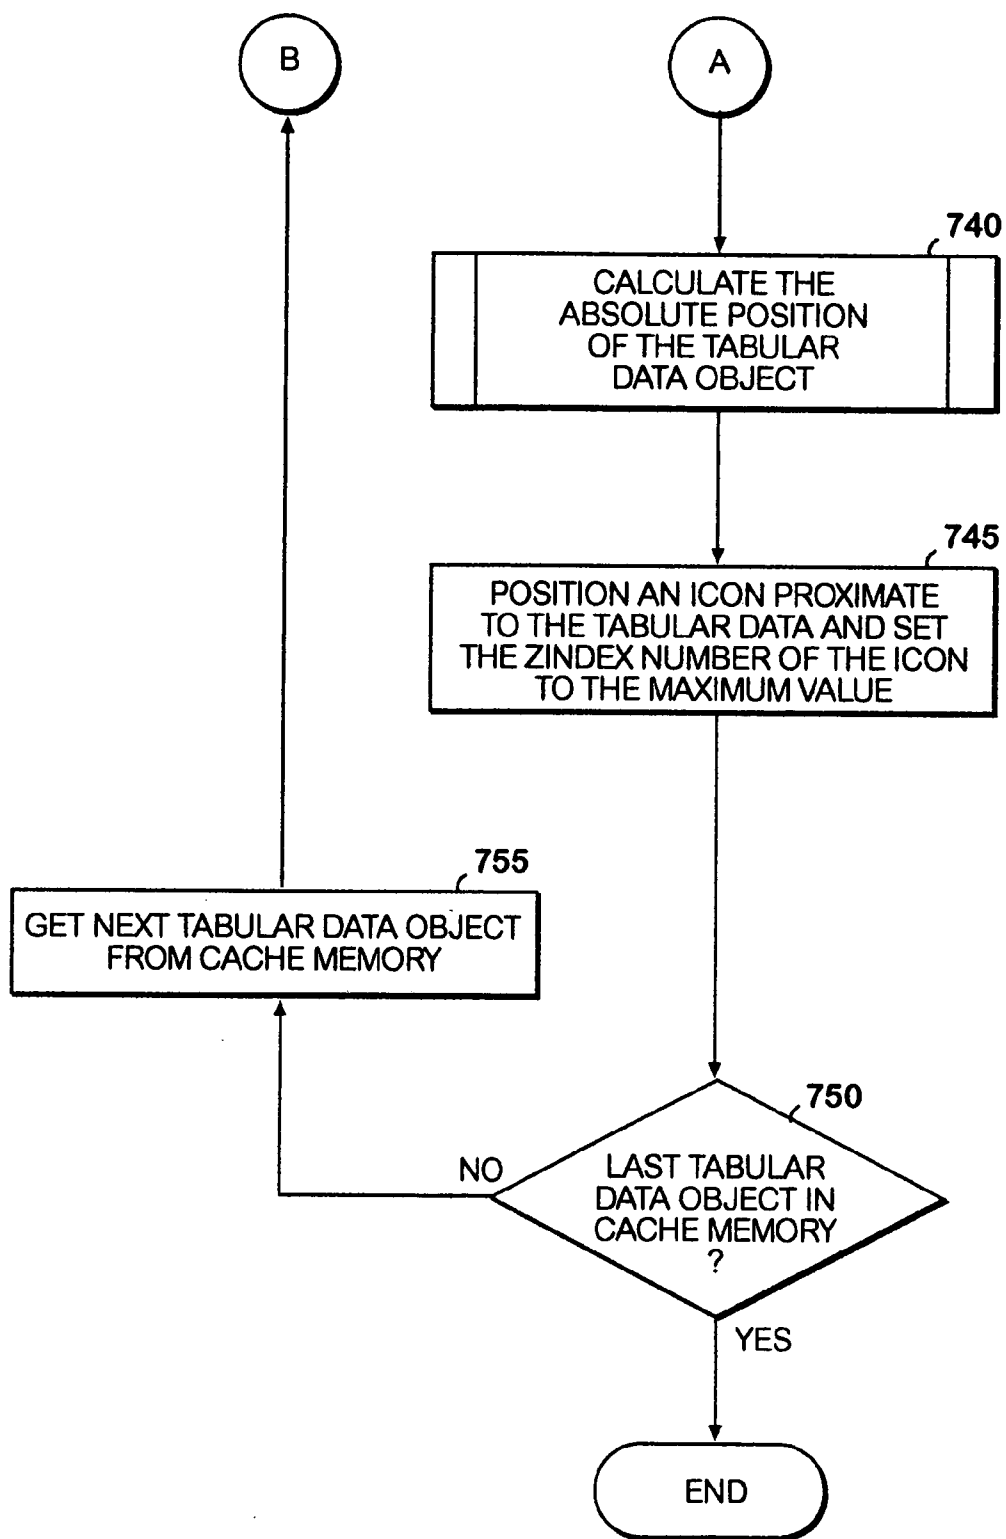 B
A
740
CALCULATE THE
ABSOLUTE POSITION
OF THE TABULAR
DATA OBJECT
745
POSITION AN ICON PROXIMATE
TO THE TABULAR DATA AND SET
THE ZINDEX NUMBER OF THE ICON
TO THE MAXIMUM VALUE
755
GET NEXT TABULAR DATA OBJECT
FROM CACHE MEMORY
750
LAST TABULAR
DATA OBJECT IN
CACHE MEMORY
?
NO
YES
END